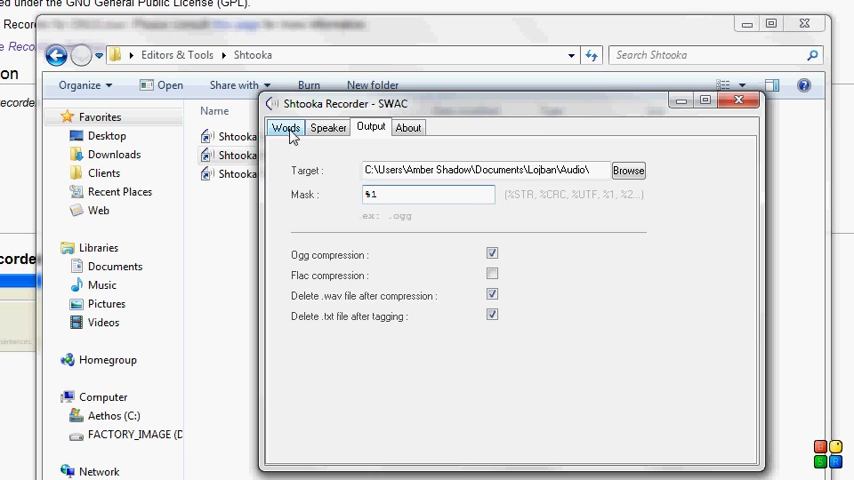 ed under the GNU General Public License (GPL).
Editors & Tools
Shtooka
Search Shtooka
Organize
Open
Share with
Burn
New folder
Favorites
Desktop
Downloads
Clients
Recent Places
Web
Libraries
Documents
Music
Pictures
Videos
Homegroup
Computer
Aethos (C:)
FACTORY_IMAGE (D
Network
Name
Shtooka
Shtooka
Shtooka
Shtooka Recorder - SWAC
Words
Speaker
Output
About
Target :
C:\Users\Amber Shadow\Documents\Lojban\Audio\
Browse
Mask :
%1
(%STR, %CRC, %UTF, %1, %2...)
ex: .ogg
Ogg compression :
Flac compression :
Delete .wav file after compression :
Delete .txt file after tagging :